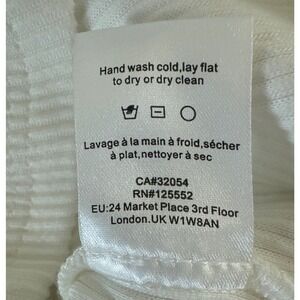 Hand wash cold,lay flat
to dry or dry clean
Lavage à la main à froid,sécher
à plat,nettoyer à sec
CA#32054
RN#125552
EU:24 Market Place 3rd Floor
London.UK W1W8AN